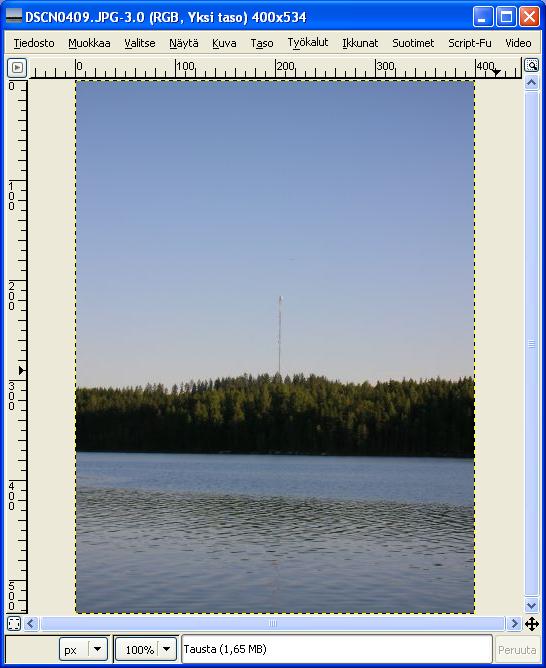 DSCN0409.JPG-3.0 (RGB, Yksi taso) 400x534
Tiedosto Muokkaa Valitse Näytä Kuva Taso Työkalut Ikkunat Suotimet Script-Fu Video
0 100 200 300 400
0
100
200
300
400
500
px 100% Tausta (1,65 MB) Peruuta